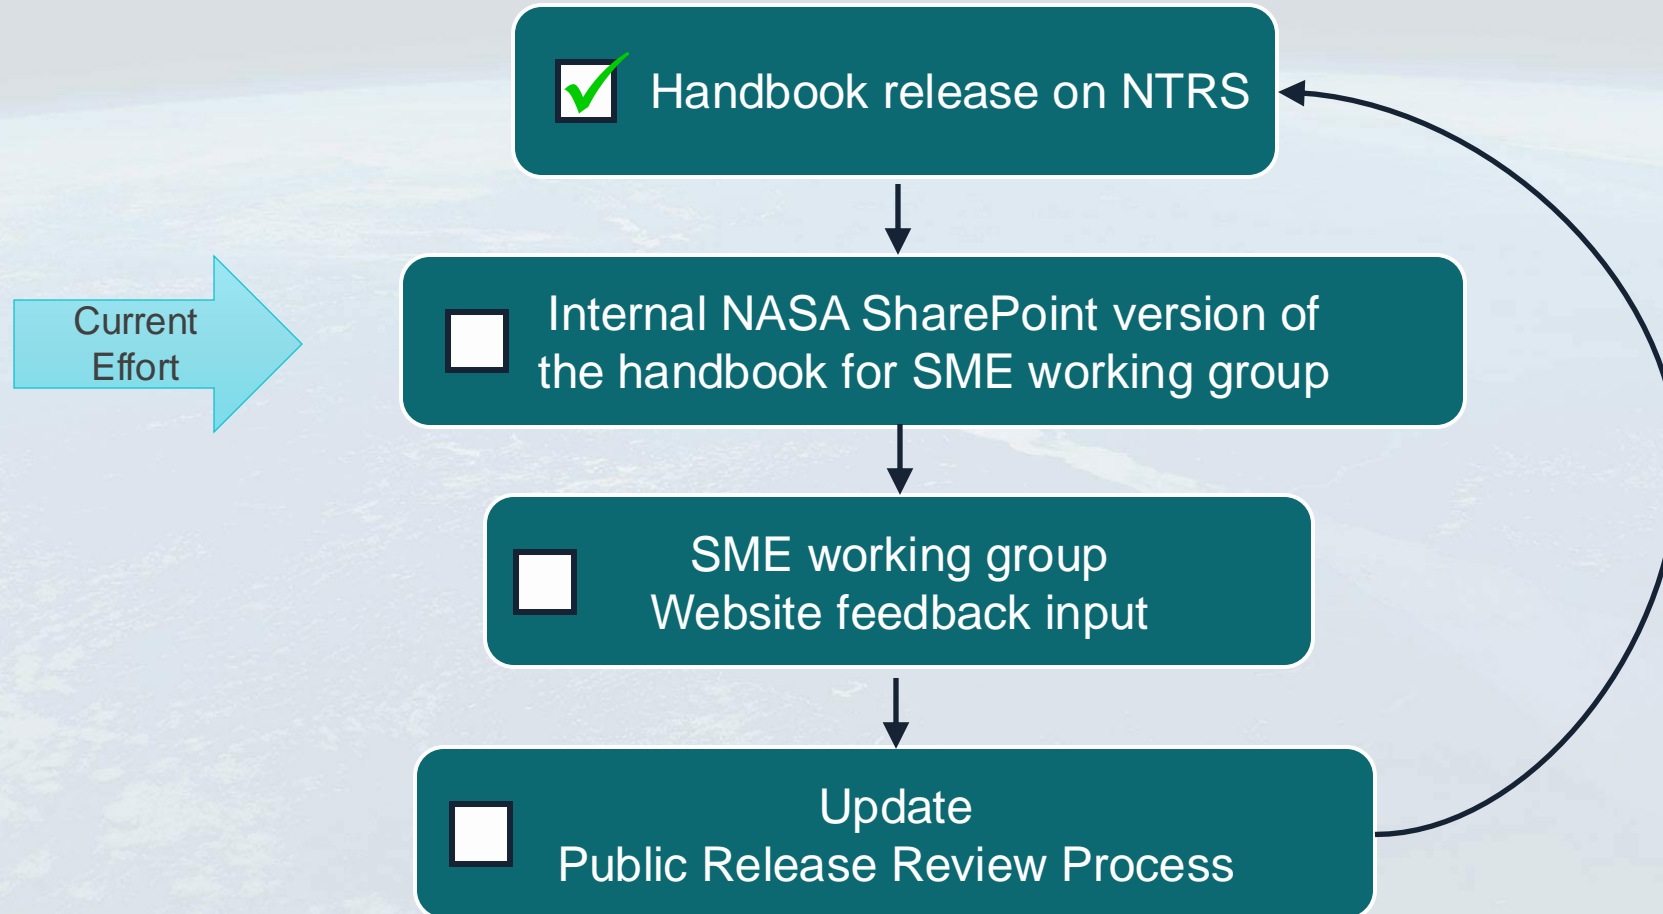 Handbook release on NTRS
Current
Effort
Internal NASA SharePoint version of
the handbook for SME working group
SME working group
Website feedback input
Update
Public Release Review Process